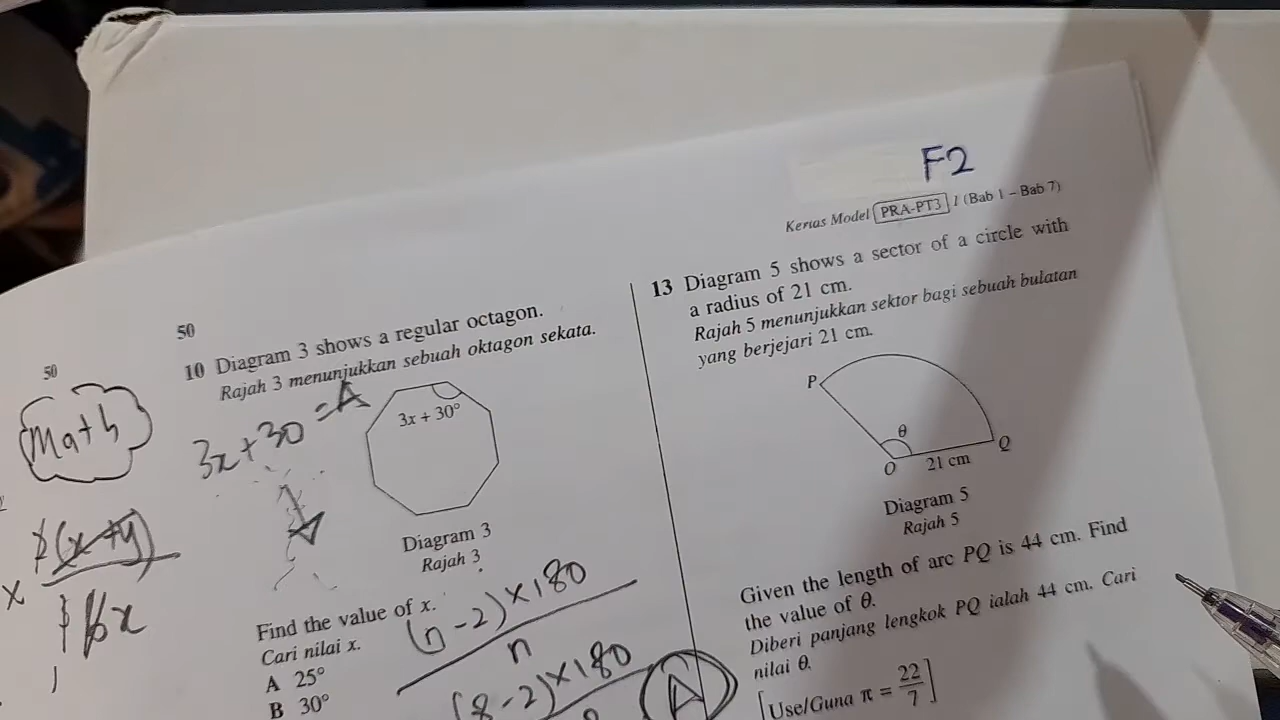 F2
Kertas Model PRA-PT3 1 (Bab 1 – Bab 7)
50
50
Math
10 Diagram 3 shows a regular octagon.
Rajah 3 menunjukkan sebuah oktagon sekata.
3x+30 = A
3x + 30°
Diagram 3
Rajah 3
Find the value of x.
Cari nilai x.
A 25°
B 30°
(n - 2) × 180
n
(8 - 2) × 180
A
13 Diagram 5 shows a sector of a circle with
a radius of 21 cm.
Rajah 5 menunjukkan sektor bagi sebuah bulatan
yang berjejari 21 cm.
P
θ
O
21 cm
Q
Diagram 5
Rajah 5
Given the length of arc PQ is 44 cm. Find
the value of θ.
Diberi panjang lengkok PQ ialah 44 cm. Cari
nilai θ.
[Use/Guna π = 22/7]